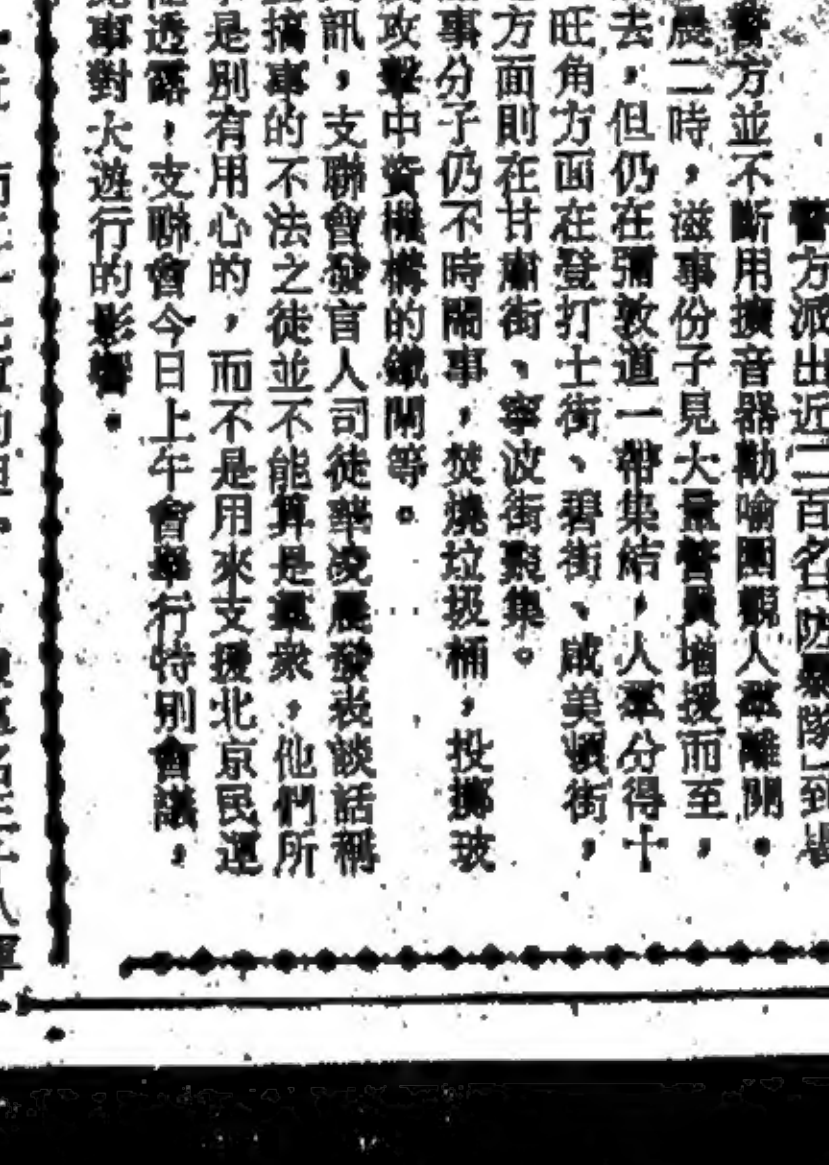 警方派出近二百名「防暴隊」到場
警方並不斷用擴音器勸喻圍觀人羣離開。
晨二時，滋事份子見大量警員增援而至，
去，但仍在彌敦道一帶集結，人羣分得十
旺角方面在登打士街、碧街、咸美頓街，
方面則在甘肅街、寧波街聚集。
事分子仍不時鬧事，焚燒垃圾桶，投擲玻
攻擊中資機構的鐵閘等。
訊，支聯會發言人司徒華凌晨發表談話稱
搞事的不法之徒並不能算是羣衆，他們所
是別有用心的，而不是用來支援北京民運
透露，支聯會今日上午會舉行特別會議，
事對大遊行的影響。